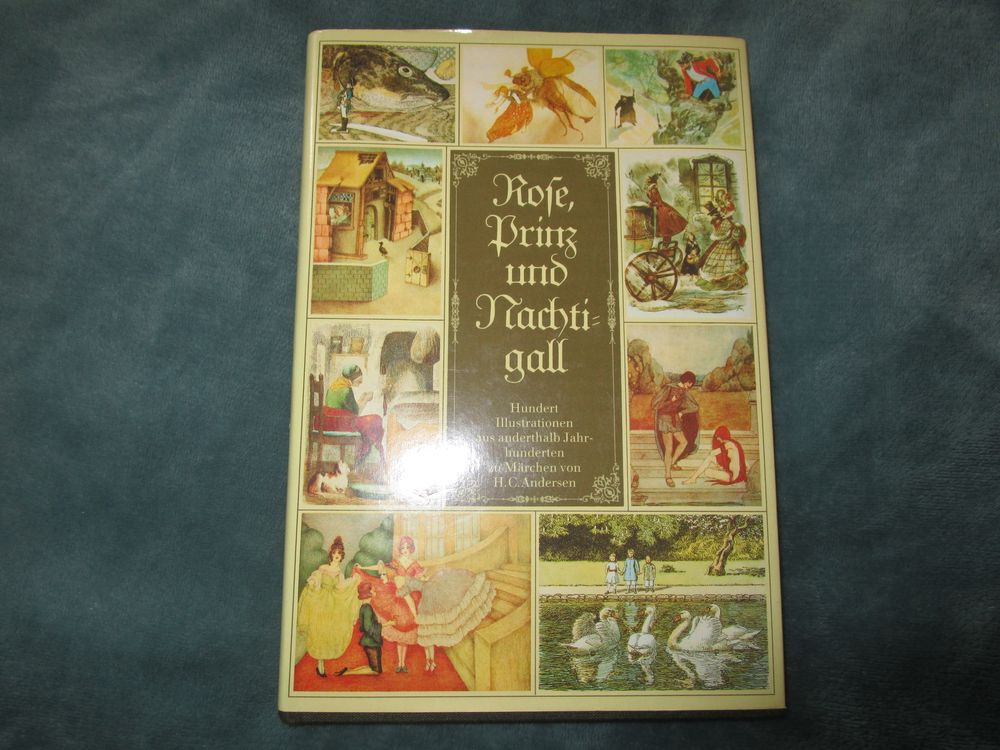 Rose,
Prinz
und
Nachti-
gall
Hundert
Illustrationen
aus anderthalb Jahr-
hunderten
zu Märchen von
H.C.Andersen